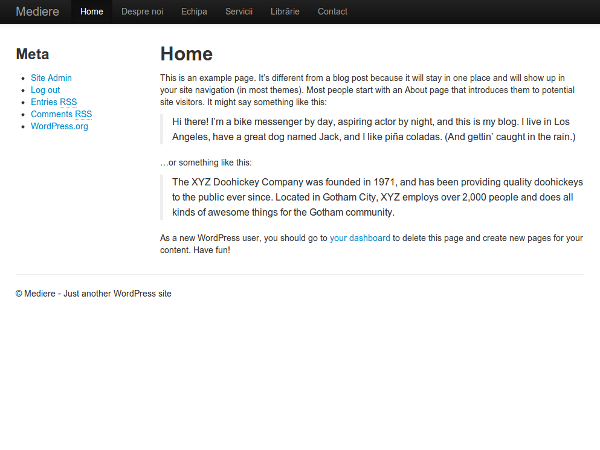 Mediere Home Despre noi Echipa Servicii Librărie Contact
Meta
Site Admin
Log out
Entries RSS
Comments RSS
WordPress.org
Home
This is an example page. It's different from a blog post because it will stay in one place and will show up in
your site navigation (in most themes). Most people start with an About page that introduces them to potential
site visitors. It might say something like this:
Hi there! I'm a bike messenger by day, aspiring actor by night, and this is my blog. I live in Los
Angeles, have a great dog named Jack, and I like piña coladas. (And gettin' caught in the rain.)
…or something like this:
The XYZ Doohickey Company was founded in 1971, and has been providing quality doohickeys
to the public ever since. Located in Gotham City, XYZ employs over 2,000 people and does all
kinds of awesome things for the Gotham community.
As a new WordPress user, you should go to your dashboard to delete this page and create new pages for your
content. Have fun!
© Mediere - Just another WordPress site